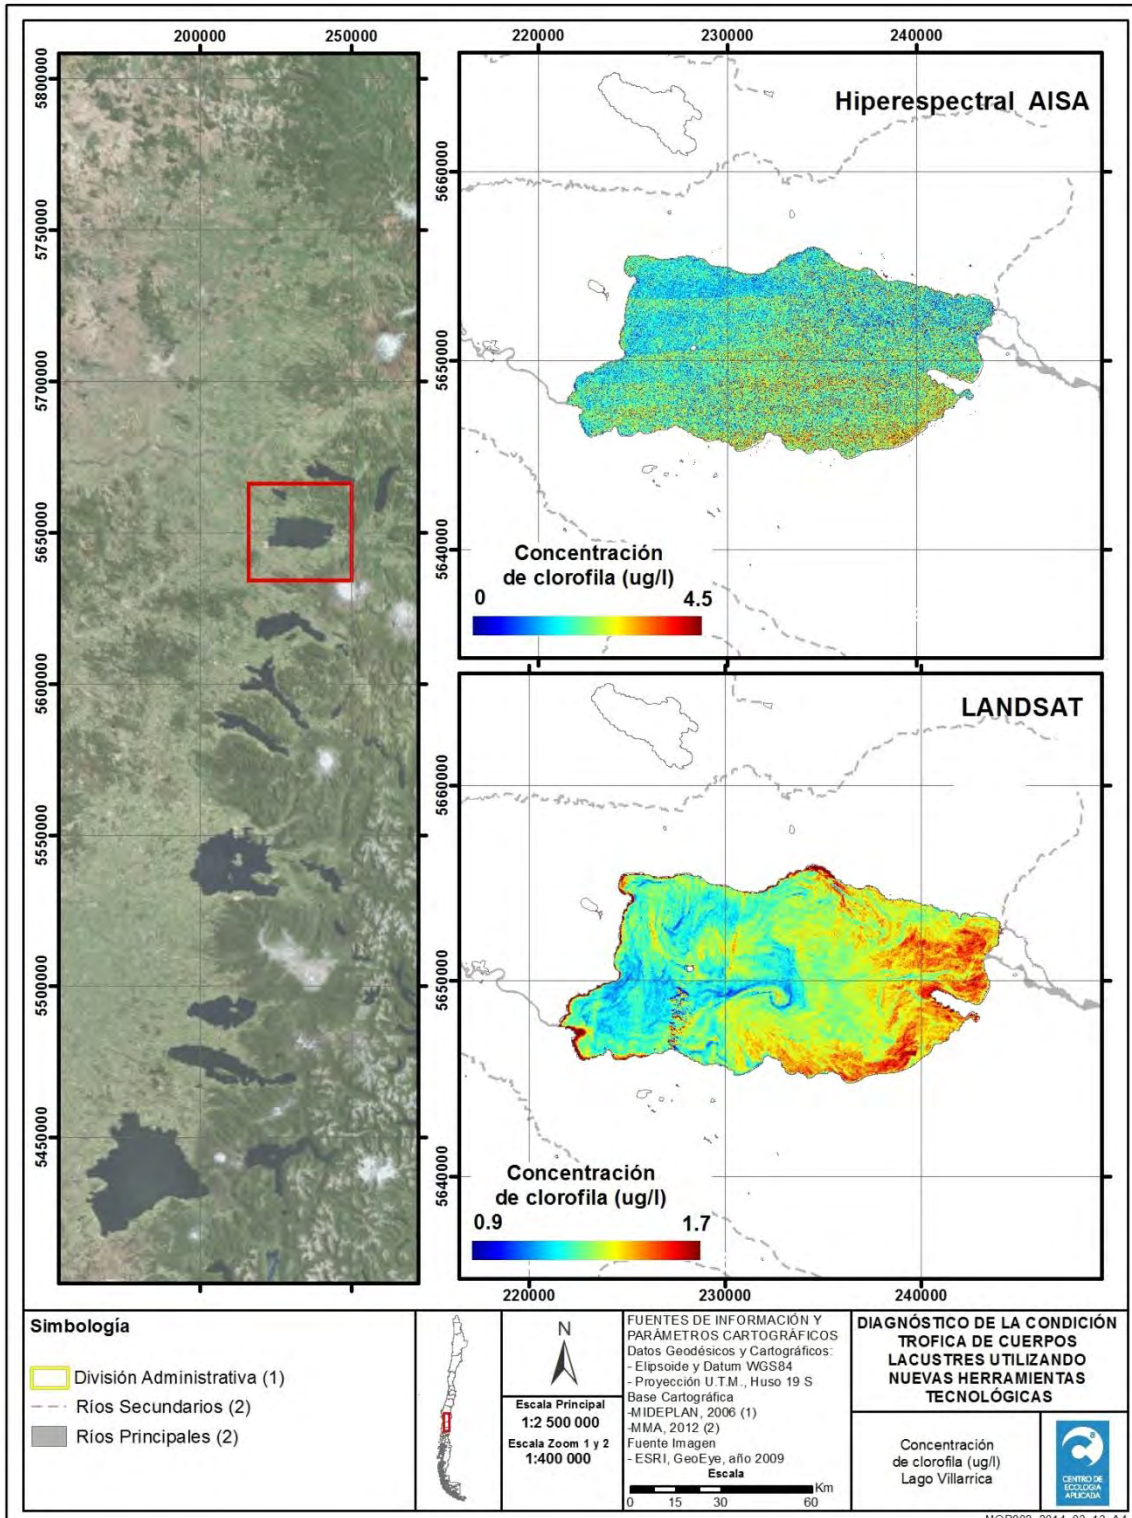 200000
250000
5800000
5750000
5700000
5650000
5600000
5550000
5500000
5450000
220000
230000
240000
Hiperespectral AISA
5660000
5650000
5640000
Concentración
de clorofila (ug/l)
0
4.5
LANDSAT
5660000
5650000
5640000
Concentración
de clorofila (ug/l)
0.9
1.7
220000
230000
240000
Simbología
División Administrativa (1)
Ríos Secundarios (2)
Ríos Principales (2)
N
Escala Principal
1:2 500 000
Escala Zoom 1 y 2
1:400 000
FUENTES DE INFORMACIÓN Y
PARÁMETROS CARTOGRÁFICOS
Datos Geodésicos y Cartográficos:
- Elipsoide y Datum WGS84
- Proyección U.T.M., Huso 19 S
Base Cartográfica
-MIDEPLAN, 2006 (1)
-MMA, 2012 (2)
Fuente Imagen
- ESRI, GeoEye, año 2009
Escala
Km
0 15 30 60
DIAGNÓSTICO DE LA CONDICIÓN
TROFICA DE CUERPOS
LACUSTRES UTILIZANDO
NUEVAS HERRAMIENTAS
TECNOLÓGICAS
Concentración
de clorofila (ug/l)
Lago Villarrica
CENTRO DE
ECOLOGIA
APLICADA